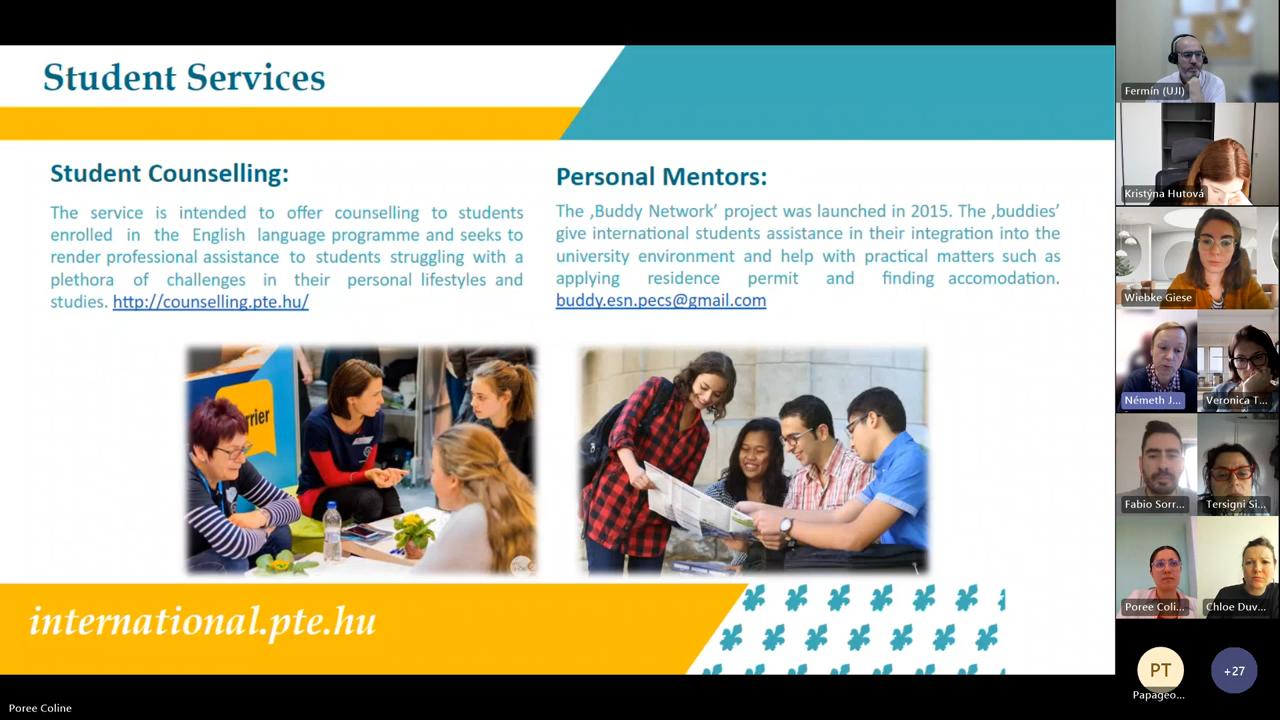 Student Services
Student Counselling:
The service is intended to offer counselling to students
enrolled in the English language programme and seeks to
render professional assistance to students struggling with a
plethora of challenges in their personal lifestyles and
studies. http://counselling.pte.hu/
Personal Mentors:
The ‚Buddy Network’ project was launched in 2015. The ‚buddies’
give international students assistance in their integration into the
university environment and help with practical matters such as
applying residence permit and finding accomodation.
buddy.esn.pecs@gmail.com
rrier
international.pte.hu
Fermín (UJI)
Kristýna Hutová
Wiebke Giese
Németh J...
Veronica T...
Fabio Sorr...
Tersigni Si...
Poree Coli...
Chloe Duv...
PT
Papageo...
+27
Poree Coline